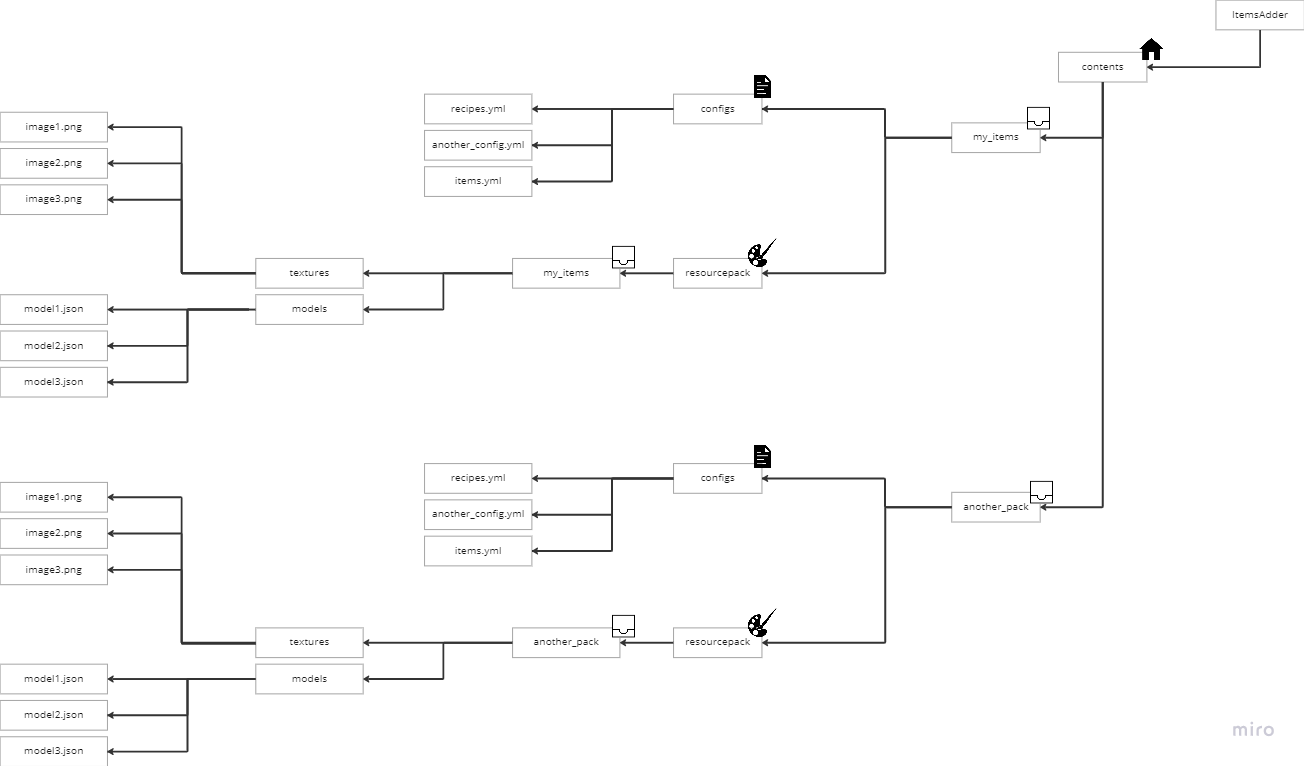 ItemsAdder
contents
recipes.yml
configs
image1.png
my_items
another_config.yml
image2.png
items.yml
image3.png
textures
my_items
resourcepack
model1.json
models
model2.json
model3.json
recipes.yml
configs
image1.png
another_pack
another_config.yml
image2.png
items.yml
image3.png
textures
another_pack
resourcepack
model1.json
models
model2.json
miro
model3.json